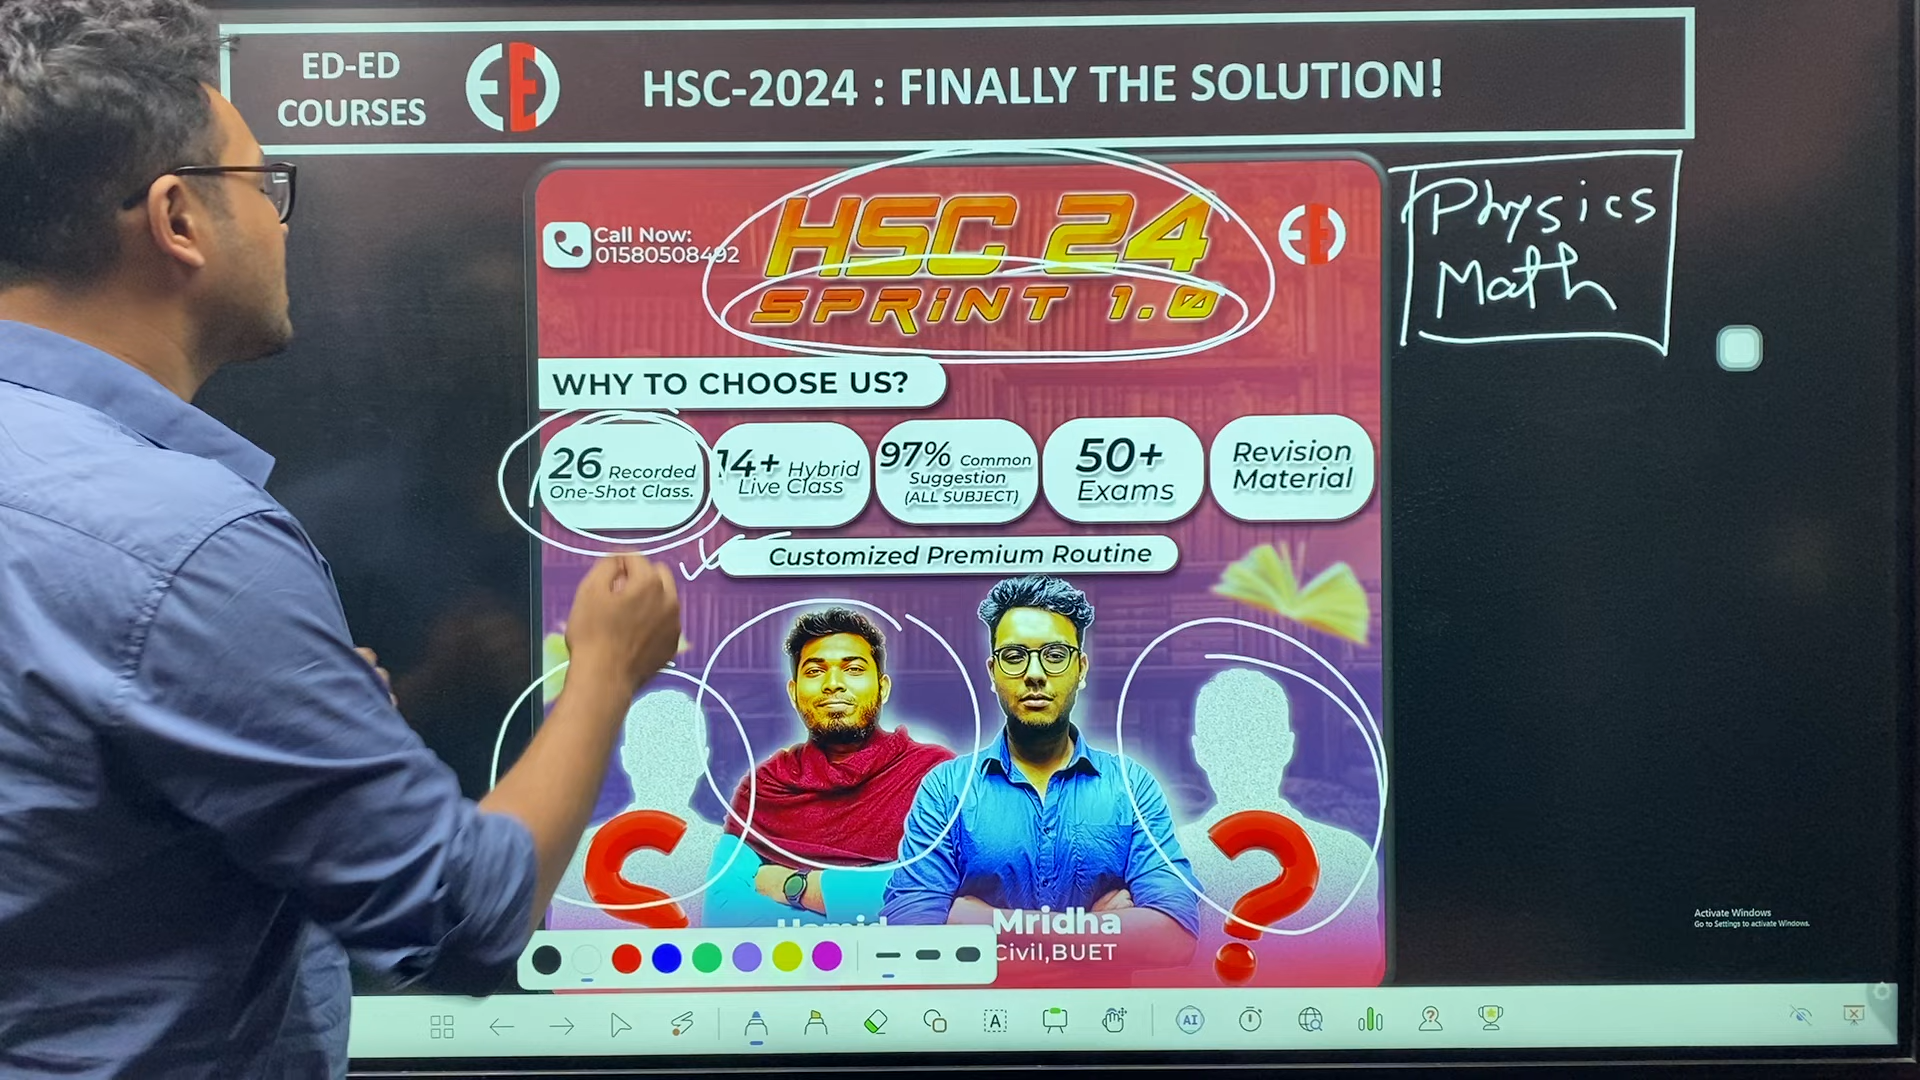 ED-ED
COURSES
HSC-2024 : FINALLY THE SOLUTION!
Call Now:
01580508492
HSC 24
SPRINT 1.0
Physics
Math
WHY TO CHOOSE US?
26 Recorded
One-Shot Class.
14+ Hybrid
Live Class
97% Common
Suggestion
(ALL SUBJECT)
50+
Exams
Revision
Material
Customized Premium Routine
Hamid
Mridha
Civil,BUET
Activate Windows
Go to Settings to activate Windows.
A
AI